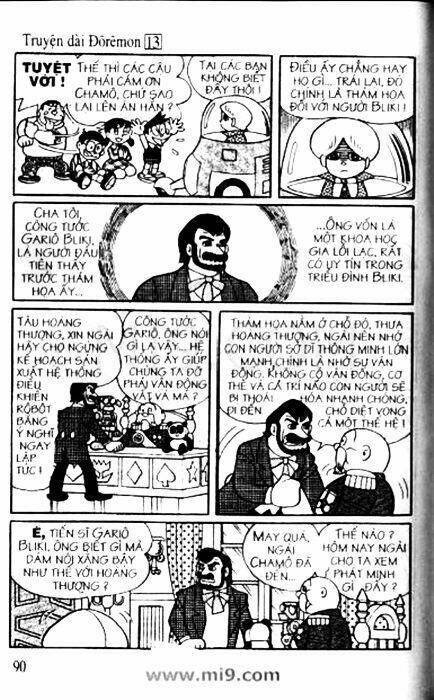 Truyện dài Đôrêmon 13
TUYỆT
VỜI !
THẾ THÌ CÁC CẬU
PHẢI CÁM ƠN
CHAMÔ, CHỨ SAO
LẠI LÊN ÁN HẮN ?
TẠI CÁC BẠN
KHÔNG BIẾT
ĐẤY THÔI !
ĐIỀU ẤY CHẲNG HAY
HO GÌ... TRÁI LẠI, ĐÓ
CHÍNH LÀ THẢM HỌA
ĐỐI VỚI NGƯỜI BLIKI !
CHA TÔI,
CÔNG TƯỚC
GARIÔ BLIKI,
LÀ NGƯỜI ĐẦU
TIÊN THẤY
TRƯỚC THẢM
HỌA ẤY...
...ÔNG VỐN LÀ
MỘT KHOA HỌC
GIA LỖI LẠC, RẤT
CÓ UY TÍN TRONG
TRIỀU ĐÌNH BLIKI.
TÂU HOÀNG
THƯỢNG, XIN NGÀI
HÃY CHO NGỪNG
KẾ HOẠCH SẢN
XUẤT HỆ THỐNG
ĐIỀU
KHIỂN
RÔBỐT
BẰNG
Ý NGHĨ
NGAY
LẬP
TỨC !
CÔNG TƯỚC
GARIÔ, ÔNG NÓI
GÌ LẠ VẬY... HỆ
THỐNG ẤY GIÚP
CHÚNG TA ĐỠ
PHẢI VẬN ĐỘNG
VẤT VẢ MÀ ?
THẢM HỌA NẰM Ở CHỖ ĐÓ, THƯA
HOÀNG THƯỢNG, NGÀI NÊN NHỚ
CON NGƯỜI SỞ DĨ THÔNG MINH LỚN
MẠNH CHÍNH LÀ NHỜ SỰ VẬN
ĐỘNG. KHÔNG CÓ VẬN ĐỘNG, CƠ
THỂ VÀ CẢ TRÍ NÃO CON NGƯỜI SẼ
BỊ THOÁI HÓA NHANH CHÓNG,
ĐI ĐẾN CHỖ DIỆT VONG
CẢ MỘT THẾ HỆ !
Ê, TIẾN SĨ GARIÔ
BLIKI, ÔNG BIẾT GÌ MÀ
DÁM NÓI XẰNG BẬY
NHƯ THẾ VỚI HOÀNG
THƯỢNG ?
MAY QUÁ,
NGÀI
CHAMÔ ĐÃ
ĐẾN...
THẾ NÀO ?
HÔM NAY NGÀI
CHO TA XEM
PHÁT MINH
GÌ ĐÂY ?
90
www.mi9.com